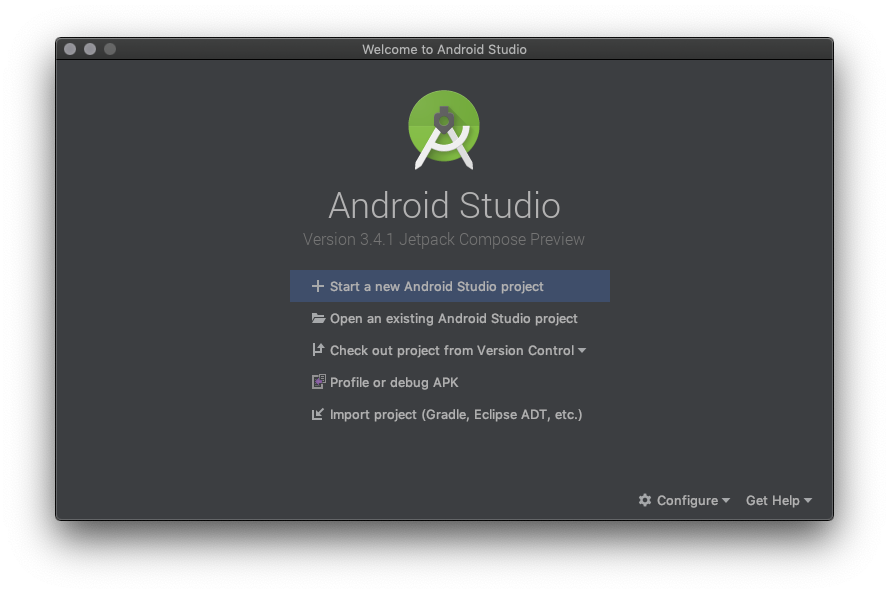 Welcome to Android Studio
Android Studio
Version 3.4.1 Jetpack Compose Preview
Start a new Android Studio project
Open an existing Android Studio project
Check out project from Version Control
Profile or debug APK
Import project (Gradle, Eclipse ADT, etc.)
Configure Get Help